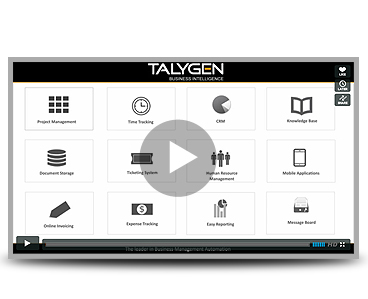 TALYGEN
BUSINESS INTELLIGENCE
LIKE
LATER
SHARE
Project Management
Time Tracking
CRM
Knowledge Base
Document Storage
Ticketing System
Human Resource
Management
Mobile Applications
Online Invoicing
Expense Tracking
Easy Reporting
Message Board
HD
The leader in Business Management Automation